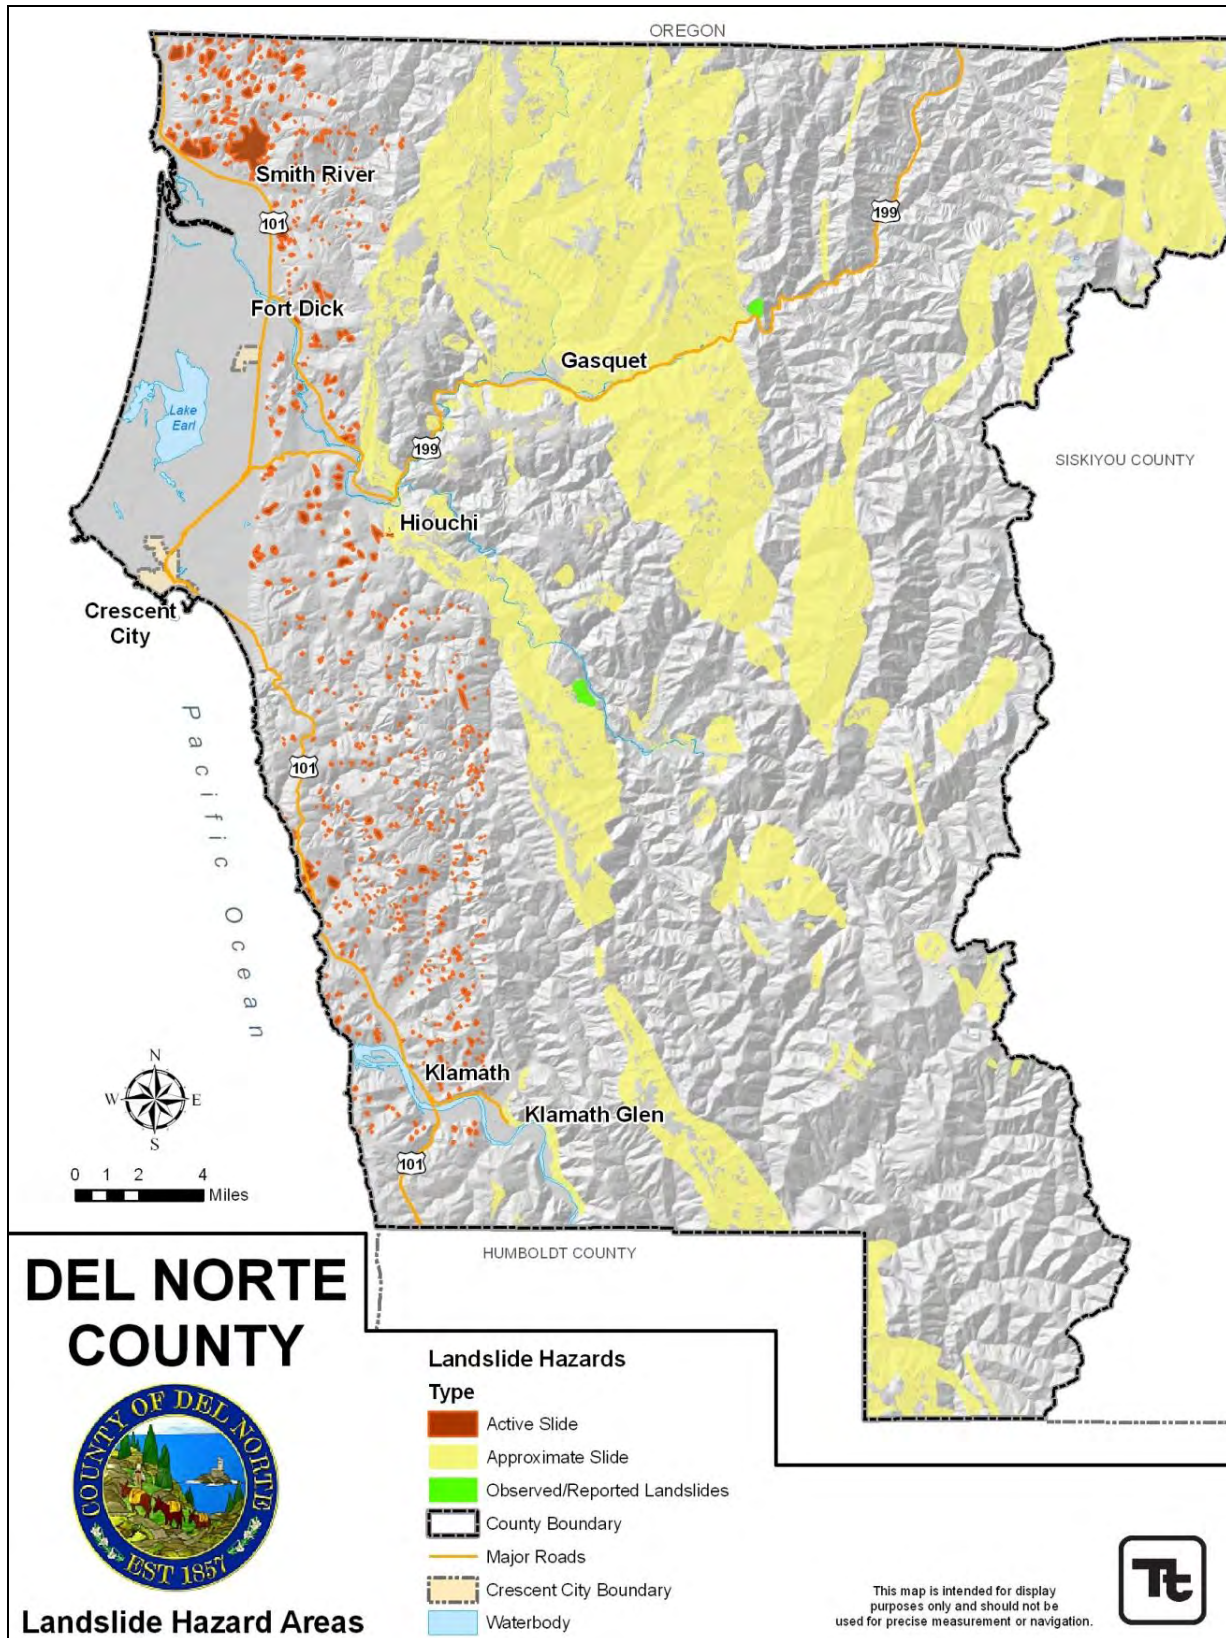 OREGON
Smith River
101
199
Fort Dick
Gasquet
Lake
Earl
199
SISKIYOU COUNTY
Hiouchi
Crescent
City
Pacific Ocean
101
N
W E
S
Klamath
Klamath Glen
101
0 1 2 4
Miles
HUMBOLDT COUNTY
DEL NORTE
COUNTY
COUNTY OF DEL NORTE
EST 1857
Landslide Hazard Areas
Landslide Hazards
Type
Active Slide
Approximate Slide
Observed/Reported Landslides
County Boundary
Major Roads
Crescent City Boundary
Waterbody
This map is intended for display
purposes only and should not be
used for precise measurement or navigation.
Tt